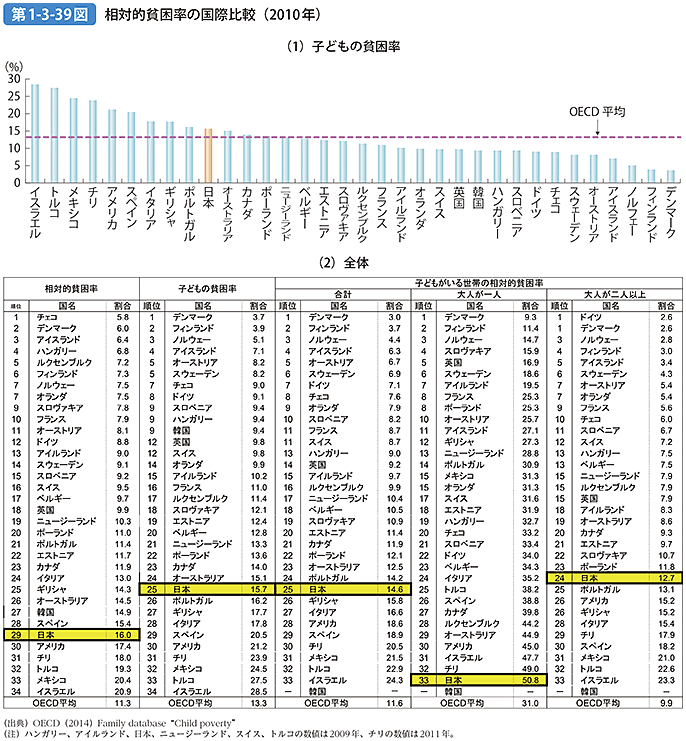 第1-3-39図 相対的貧困率の国際比較（2010年）
（1）子どもの貧困率
(%)
30
25
20
15
10
5
0
OECD 平均
イスラエル
トルコ
メキシコ
チリ
アメリカ
スペイン
イタリア
ギリシャ
ポルトガル
日本
オーストラリア
カナダ
ポーランド
ニュージーランド
ベルギー
エストニア
スロヴァキア
ルクセンブルク
フランス
アイルランド
オランダ
スイス
英国
韓国
ハンガリー
スロベニア
ドイツ
チェコ
スウェーデン
オーストリア
アイスランド
ノルウェー
フィンランド
デンマーク
（2）全体
相対的貧困率 子どもの貧困率 子どもがいる世帯の相対的貧困率
合計 大人が一人 大人が二人以上
順位 国名 割合 順位 国名 割合 順位 国名 割合 順位 国名 割合 順位 国名 割合
1 チェコ 5.8 1 デンマーク 3.7 1 デンマーク 3.0 1 デンマーク 9.3 1 ドイツ 2.6
2 デンマーク 6.0 2 フィンランド 3.9 2 フィンランド 3.7 2 フィンランド 11.4 1 デンマーク 2.6
3 アイスランド 6.4 3 ノルウェー 5.1 3 ノルウェー 4.4 3 ノルウェー 14.7 3 ノルウェー 2.8
4 ハンガリー 6.8 4 アイスランド 7.1 4 アイスランド 6.3 4 スロヴァキア 15.9 4 フィンランド 3.0
5 ルクセンブルク 7.2 5 オーストリア 8.2 5 オーストリア 6.7 5 英国 16.9 5 アイスランド 3.4
6 フィンランド 7.3 5 スウェーデン 8.2 6 スウェーデン 6.9 6 スウェーデン 18.6 6 スウェーデン 4.3
7 ノルウェー 7.5 7 チェコ 9.0 7 ドイツ 7.1 7 アイルランド 19.5 7 オーストリア 5.4
7 オランダ 7.5 8 ドイツ 9.1 8 チェコ 7.6 8 フランス 25.3 7 オランダ 5.4
9 スロヴァキア 7.8 9 スロベニア 9.4 9 オランダ 7.9 8 ポーランド 25.3 9 フランス 5.6
10 フランス 7.9 9 ハンガリー 9.4 10 スロベニア 8.2 10 オーストリア 25.7 10 チェコ 6.0
11 オーストリア 8.1 9 韓国 9.4 11 フランス 8.7 11 アイスランド 27.1 11 スロベニア 6.7
12 ドイツ 8.8 12 英国 9.8 11 スイス 8.7 12 ギリシャ 27.3 12 スイス 7.2
13 アイルランド 9.0 12 スイス 9.8 13 ハンガリー 9.0 13 ニュージーランド 28.8 13 ハンガリー 7.5
14 スウェーデン 9.1 14 オランダ 9.9 14 英国 9.2 14 ポルトガル 30.9 13 ベルギー 7.5
15 スロベニア 9.2 15 アイルランド 10.2 15 アイルランド 9.7 15 メキシコ 31.3 15 ニュージーランド 7.9
16 スイス 9.5 16 フランス 11.0 16 ルクセンブルク 9.9 15 オランダ 31.3 15 ルクセンブルク 7.9
17 ベルギー 9.7 17 ルクセンブルク 11.4 17 ニュージーランド 10.4 17 スイス 31.6 15 英国 7.9
18 英国 9.9 18 スロヴァキア 12.1 18 ベルギー 10.5 18 エストニア 31.9 18 アイルランド 8.3
19 ニュージーランド 10.3 19 エストニア 12.4 19 スロヴァキア 10.9 19 ハンガリー 32.7 19 オーストラリア 8.6
20 ポーランド 11.0 20 ベルギー 12.8 20 エストニア 11.4 20 チェコ 33.2 20 カナダ 9.3
21 ポルトガル 11.4 21 ニュージーランド 13.3 21 カナダ 11.9 21 スロベニア 33.4 21 エストニア 9.7
22 エストニア 11.7 22 ポーランド 13.6 22 ポーランド 12.1 22 ドイツ 34.0 22 スロヴァキア 10.7
23 カナダ 11.9 23 カナダ 14.0 23 オーストラリア 12.5 23 ベルギー 34.3 23 ポーランド 11.8
24 イタリア 13.0 24 オーストラリア 15.1 24 ポルトガル 14.2 24 イタリア 35.2 24 日本 12.7
25 ギリシャ 14.3 25 日本 15.7 25 日本 14.6 25 トルコ 38.2 25 ポルトガル 13.1
26 オーストラリア 14.5 26 ポルトガル 16.2 26 ギリシャ 15.8 26 スペイン 38.8 26 アメリカ 15.2
27 韓国 14.9 27 ギリシャ 17.7 27 イタリア 16.6 27 カナダ 39.8 26 ギリシャ 15.2
28 スペイン 15.4 28 イタリア 17.8 28 アメリカ 18.6 28 ルクセンブルク 44.2 28 イタリア 15.4
29 日本 16.0 29 スペイン 20.5 29 スペイン 18.9 29 オーストラリア 44.9 29 チリ 17.9
30 アメリカ 17.4 30 アメリカ 21.2 30 チリ 20.5 30 アメリカ 45.0 30 スペイン 18.2
31 チリ 18.0 31 チリ 23.9 31 メキシコ 21.5 31 イスラエル 47.7 31 メキシコ 21.0
32 トルコ 19.3 32 メキシコ 24.5 32 トルコ 22.9 32 チリ 49.0 32 トルコ 22.6
33 メキシコ 20.4 33 トルコ 27.5 33 イスラエル 24.3 33 日本 50.8 33 イスラエル 23.3
34 イスラエル 20.9 34 イスラエル 28.5 － 韓国 － － 韓国 － － 韓国 －
OECD平均 11.3 OECD平均 13.3 OECD平均 11.6 OECD平均 31.0 OECD平均 9.9
（出典）OECD（2014）Family database “Child poverty”
（注）ハンガリー、アイルランド、日本、ニュージーランド、スイス、トルコの数値は2009年、チリの数値は2011年。